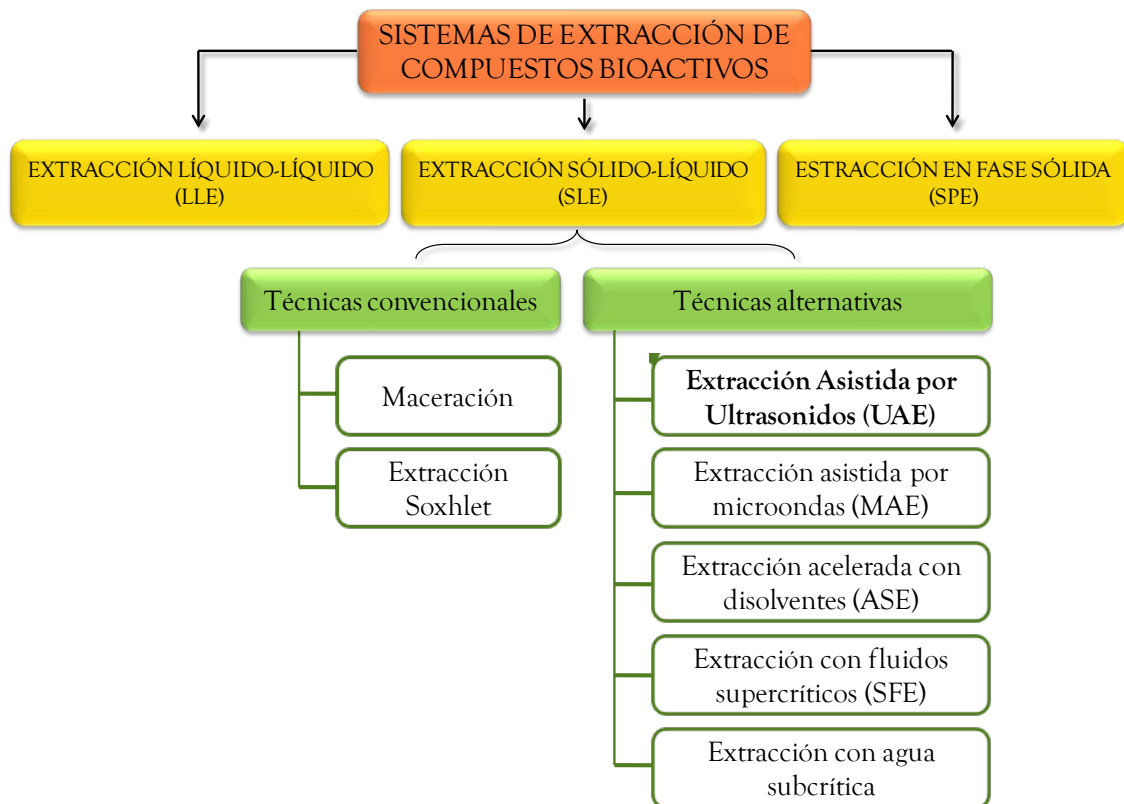 SISTEMAS DE EXTRACCIÓN DE
COMPUESTOS BIOACTIVOS
EXTRACCIÓN LÍQUIDO-LÍQUIDO
(LLE)
EXTRACCIÓN SÓLIDO-LÍQUIDO
(SLE)
ESTRACCIÓN EN FASE SÓLIDA
(SPE)
Técnicas convencionales
Maceración
Extracción
Soxhlet
Técnicas alternativas
Extracción Asistida por
Ultrasonidos (UAE)
Extracción asistida por
microondas (MAE)
Extracción acelerada con
disolventes (ASE)
Extracción con fluidos
supercríticos (SFE)
Extracción con agua
subcrítica